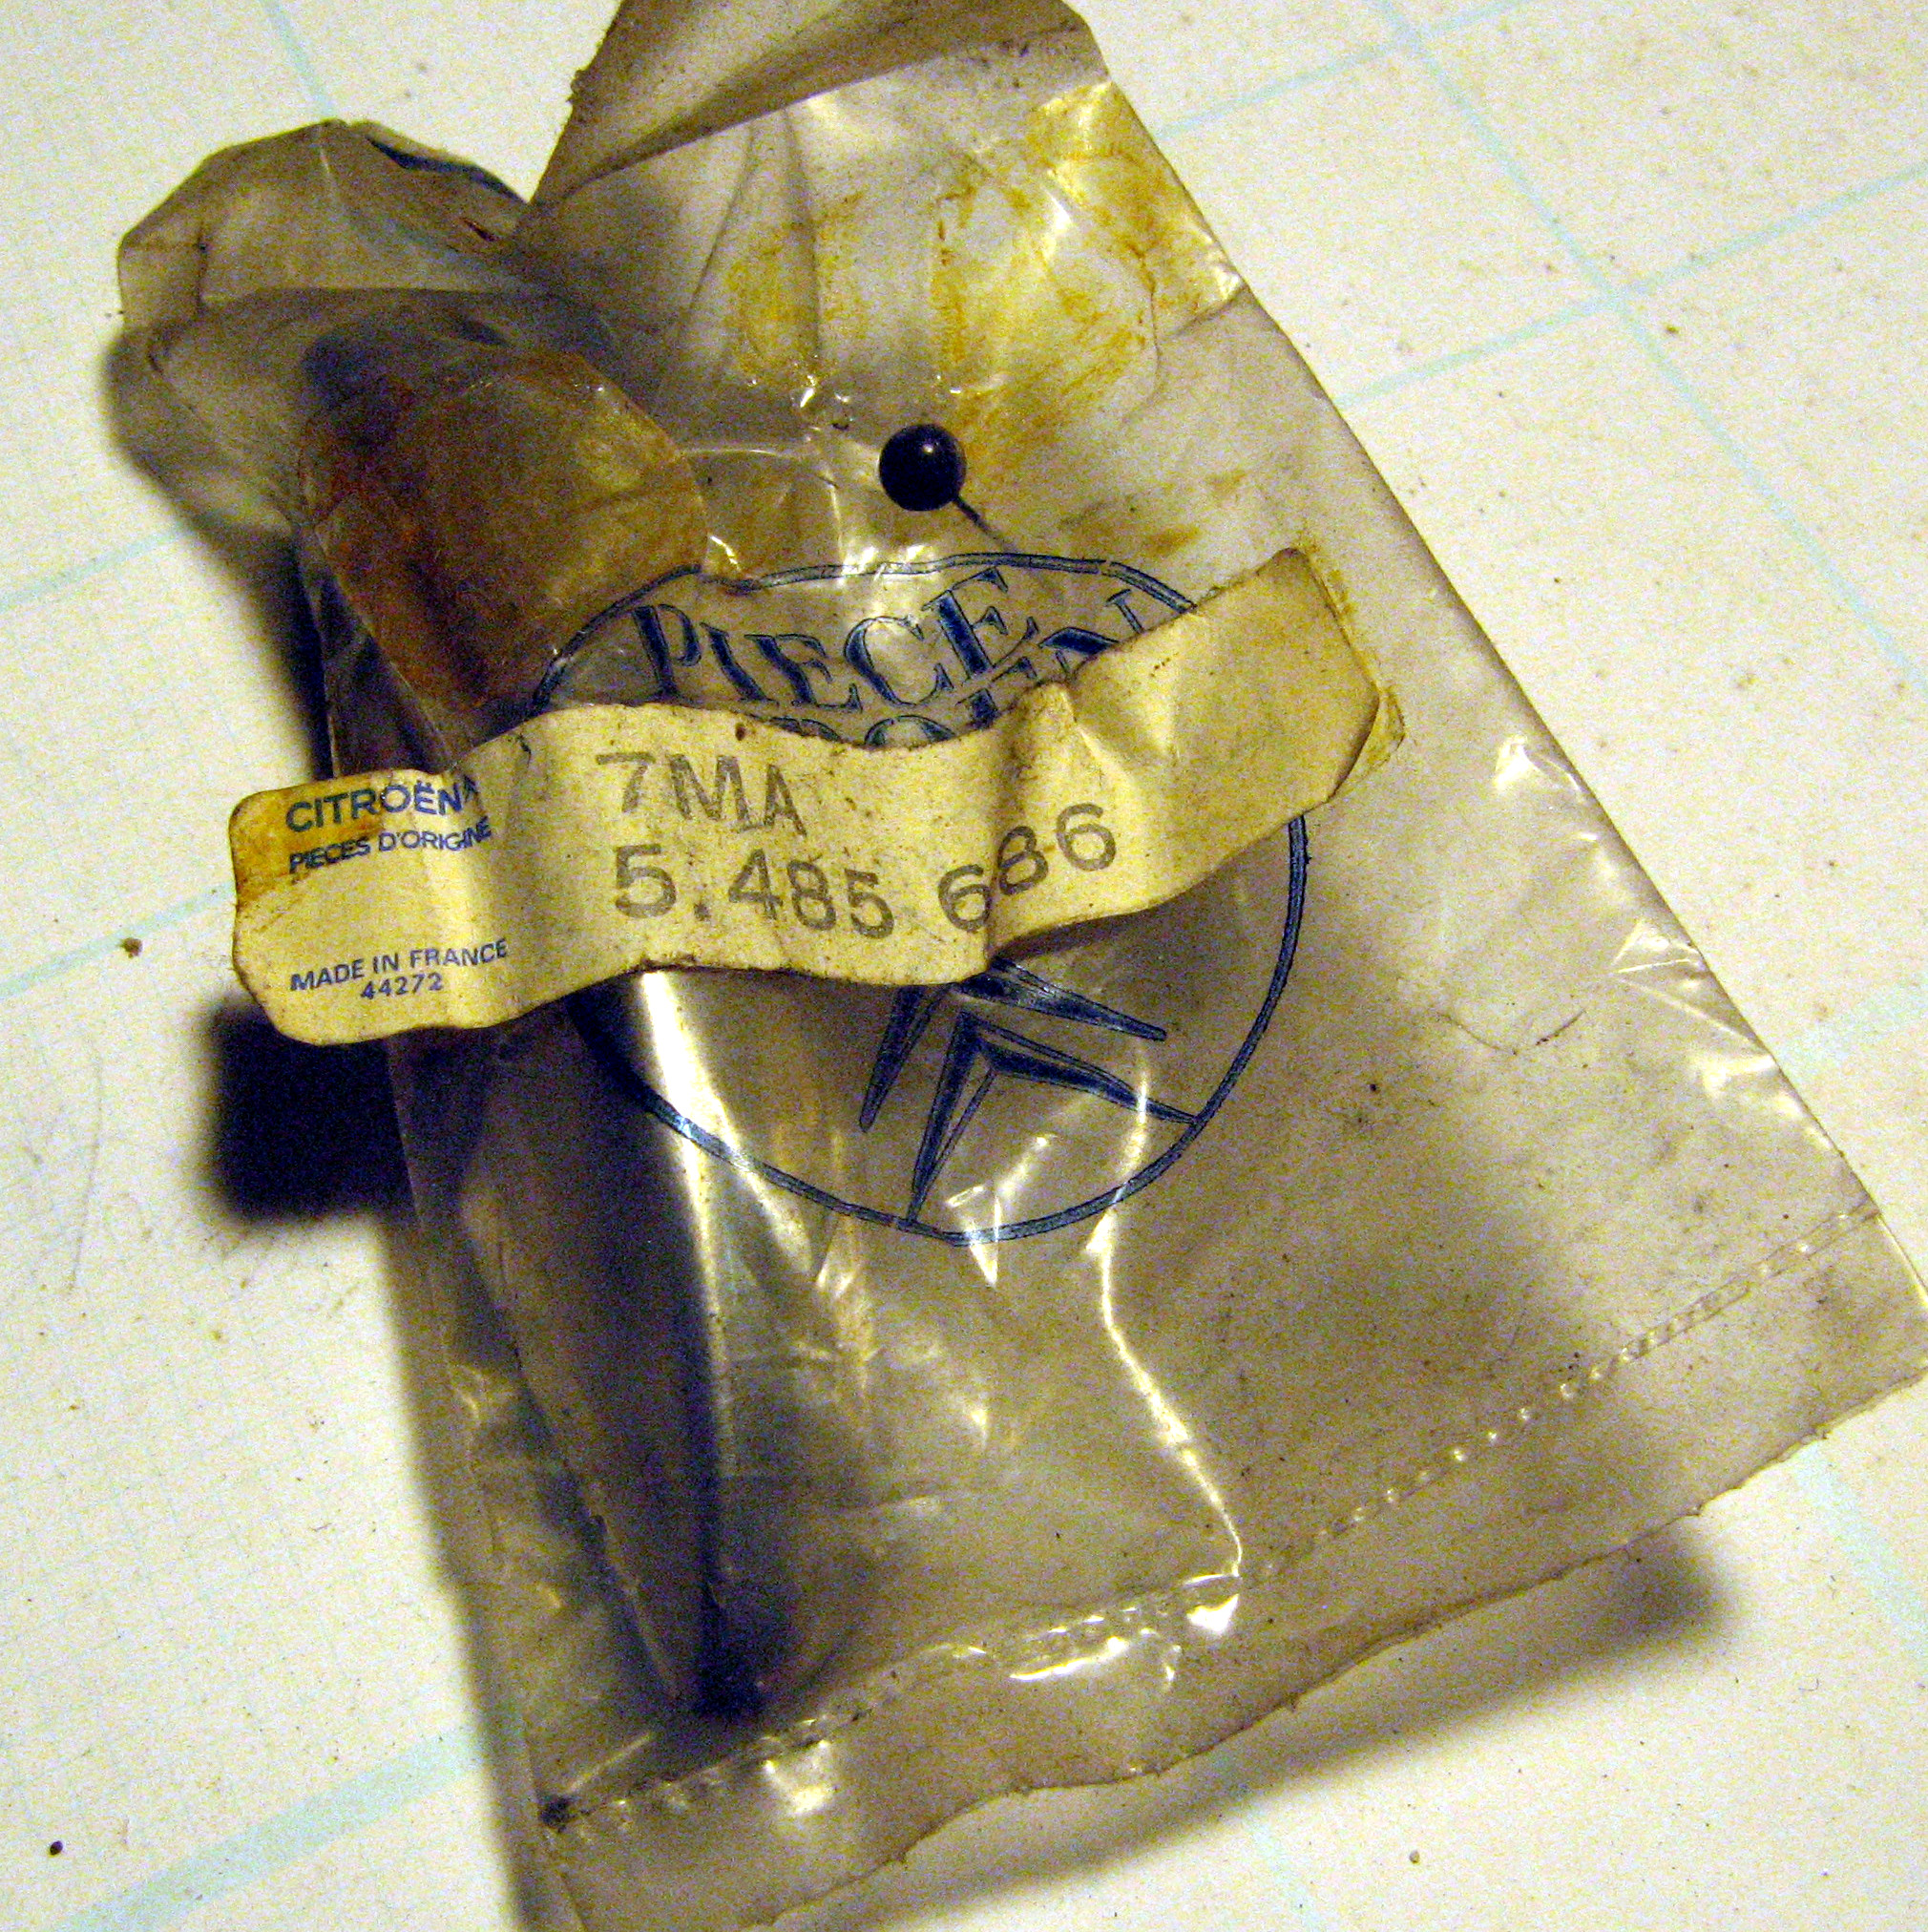 PIECE
CITROËN
PIECES D'ORIGINE
MADE IN FRANCE
44272
7MA
5.485 686